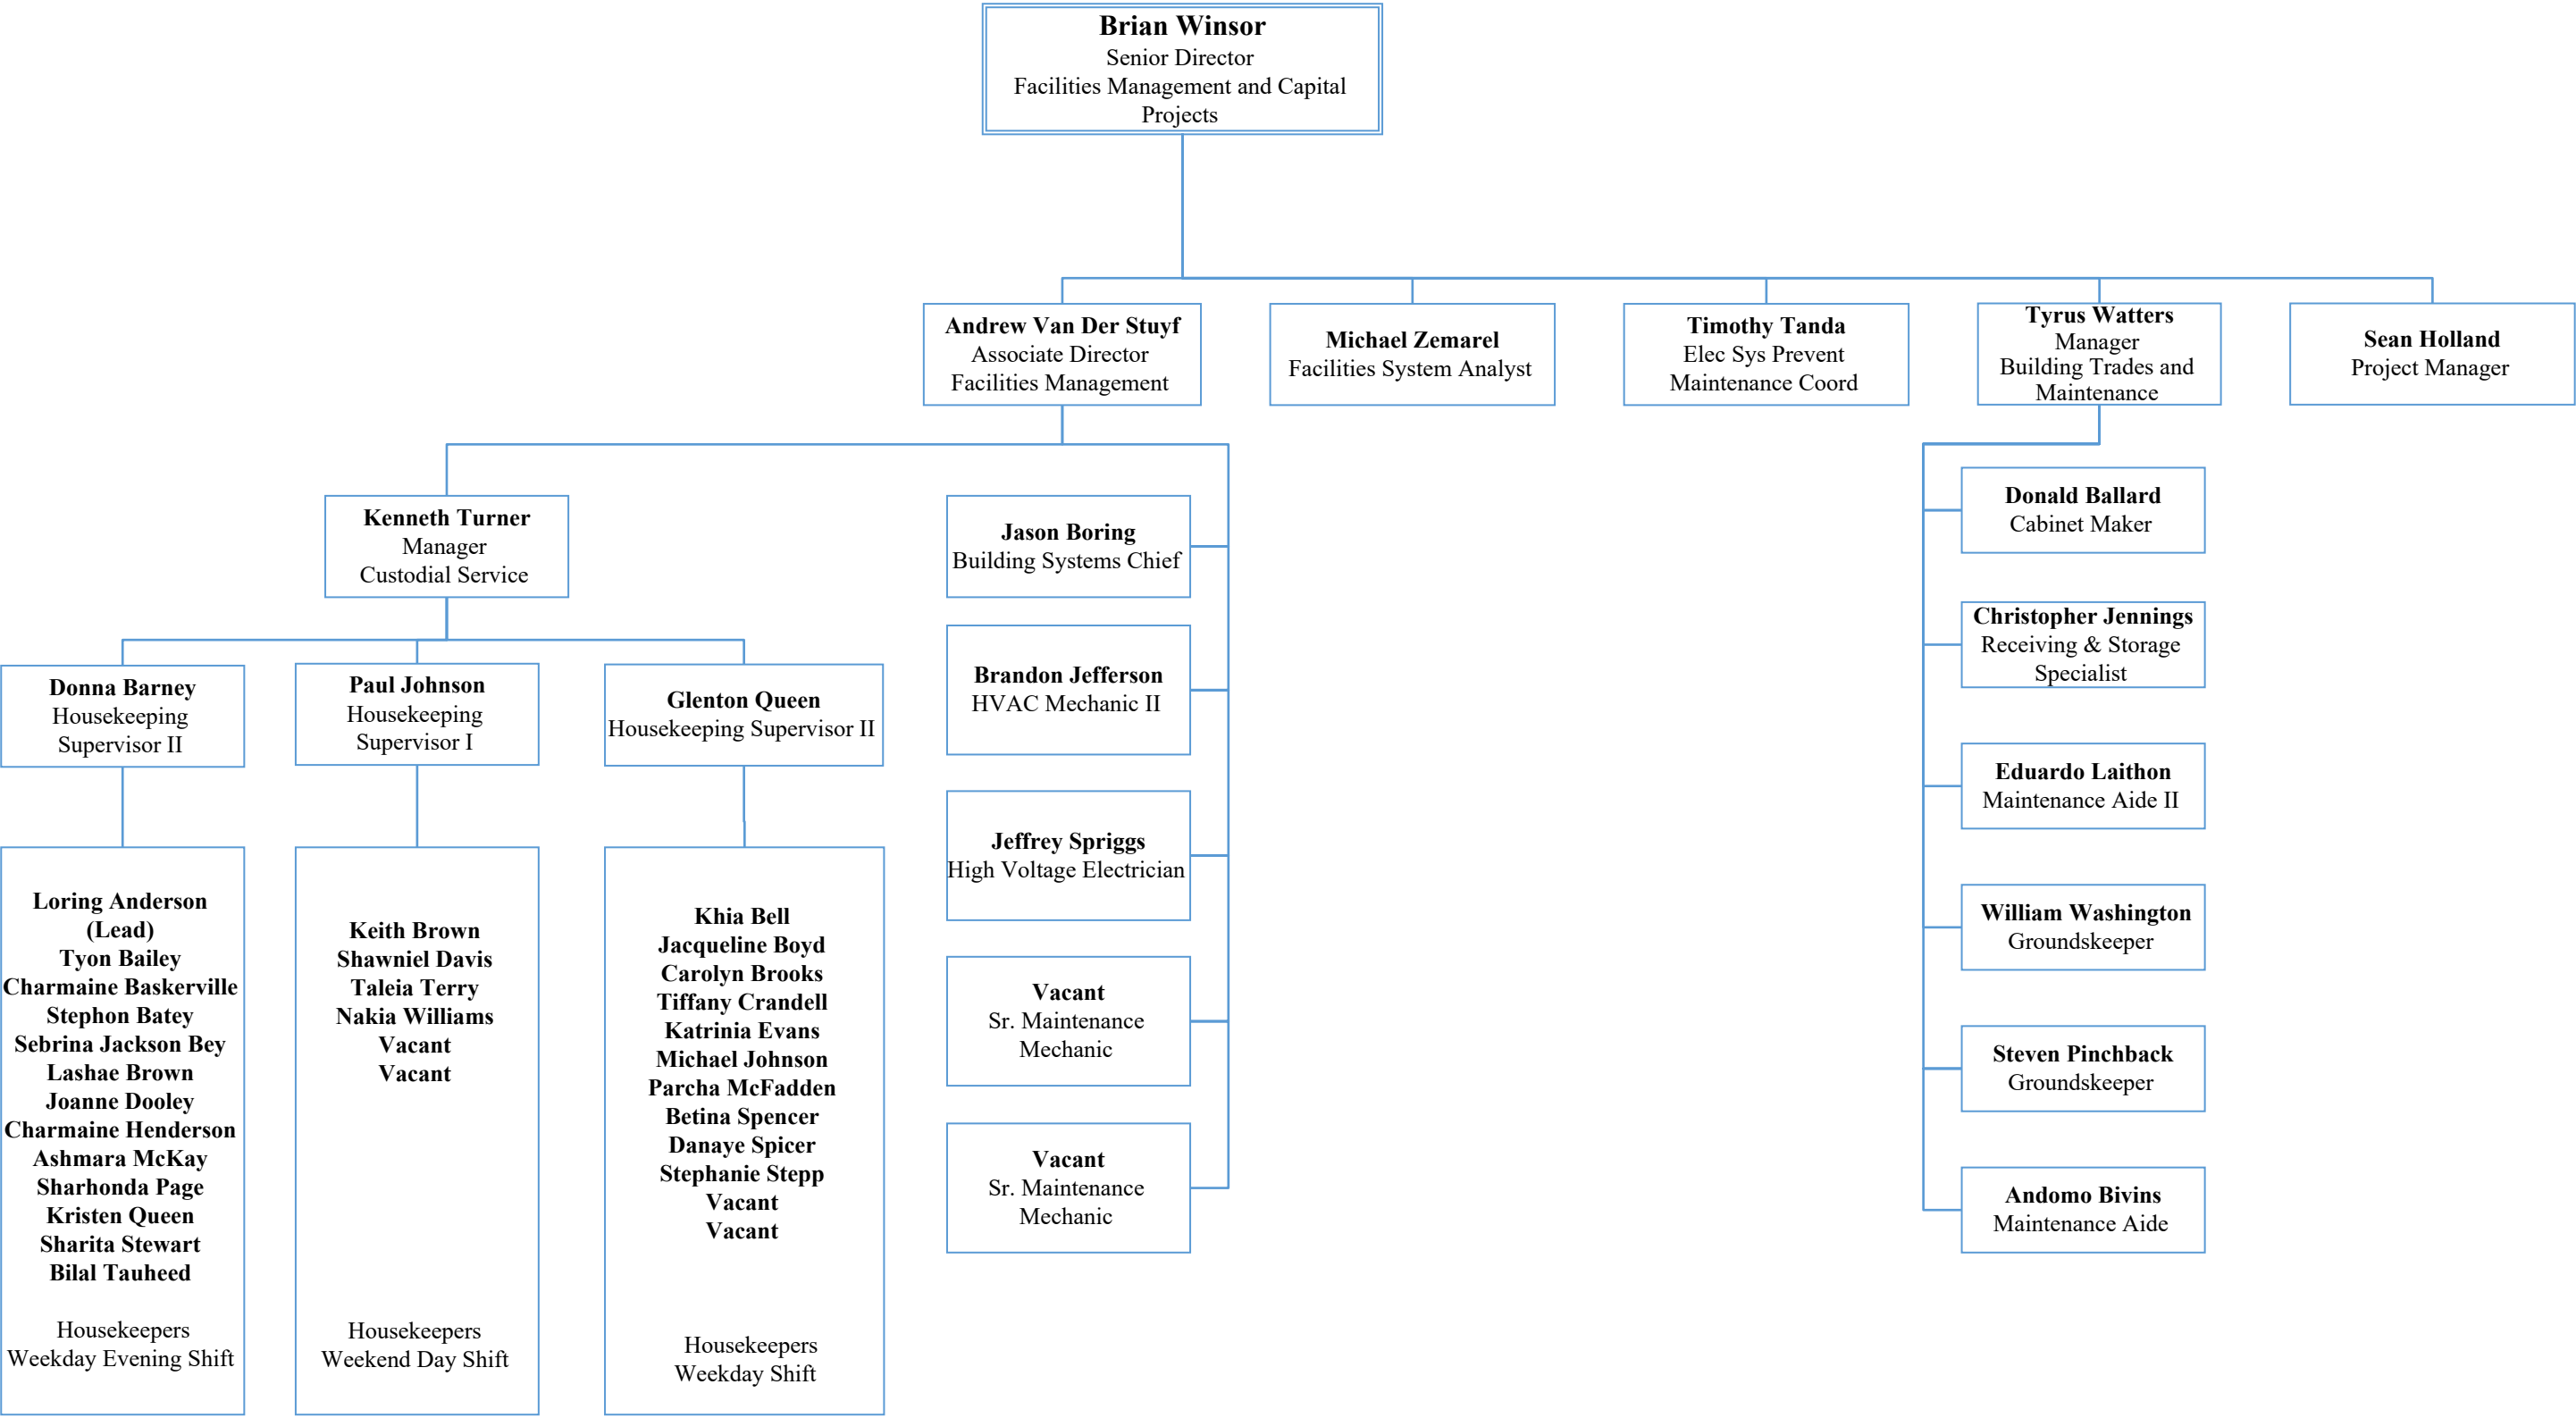 Brian Winsor
Senior Director
Facilities Management and Capital
Projects
Andrew Van Der Stuyf
Associate Director
Facilities Management
Michael Zemarel
Facilities System Analyst
Timothy Tanda
Elec Sys Prevent
Maintenance Coord
Tyrus Watters
Manager
Building Trades and
Maintenance
Sean Holland
Project Manager
Kenneth Turner
Manager
Custodial Service
Donna Barney
Housekeeping
Supervisor II
Paul Johnson
Housekeeping
Supervisor I
Glenton Queen
Housekeeping Supervisor II
Loring Anderson
(Lead)
Tyon Bailey
Charmaine Baskerville
Stephon Batey
Sebrina Jackson Bey
Lashae Brown
Joanne Dooley
Charmaine Henderson
Ashmara McKay
Sharhonda Page
Kristen Queen
Sharita Stewart
Bilal Tauheed
Housekeepers
Weekday Evening Shift
Keith Brown
Shawniel Davis
Taleia Terry
Nakia Williams
Vacant
Vacant
Housekeepers
Weekend Day Shift
Khia Bell
Jacqueline Boyd
Carolyn Brooks
Tiffany Crandell
Katrinia Evans
Michael Johnson
Parcha McFadden
Betina Spencer
Danaye Spicer
Stephanie Stepp
Vacant
Vacant
Housekeepers
Weekday Shift
Jason Boring
Building Systems Chief
Brandon Jefferson
HVAC Mechanic II
Jeffrey Spriggs
High Voltage Electrician
Vacant
Sr. Maintenance
Mechanic
Vacant
Sr. Maintenance
Mechanic
Donald Ballard
Cabinet Maker
Christopher Jennings
Receiving & Storage
Specialist
Eduardo Laithon
Maintenance Aide II
William Washington
Groundskeeper
Steven Pinchback
Groundskeeper
Andomo Bivins
Maintenance Aide